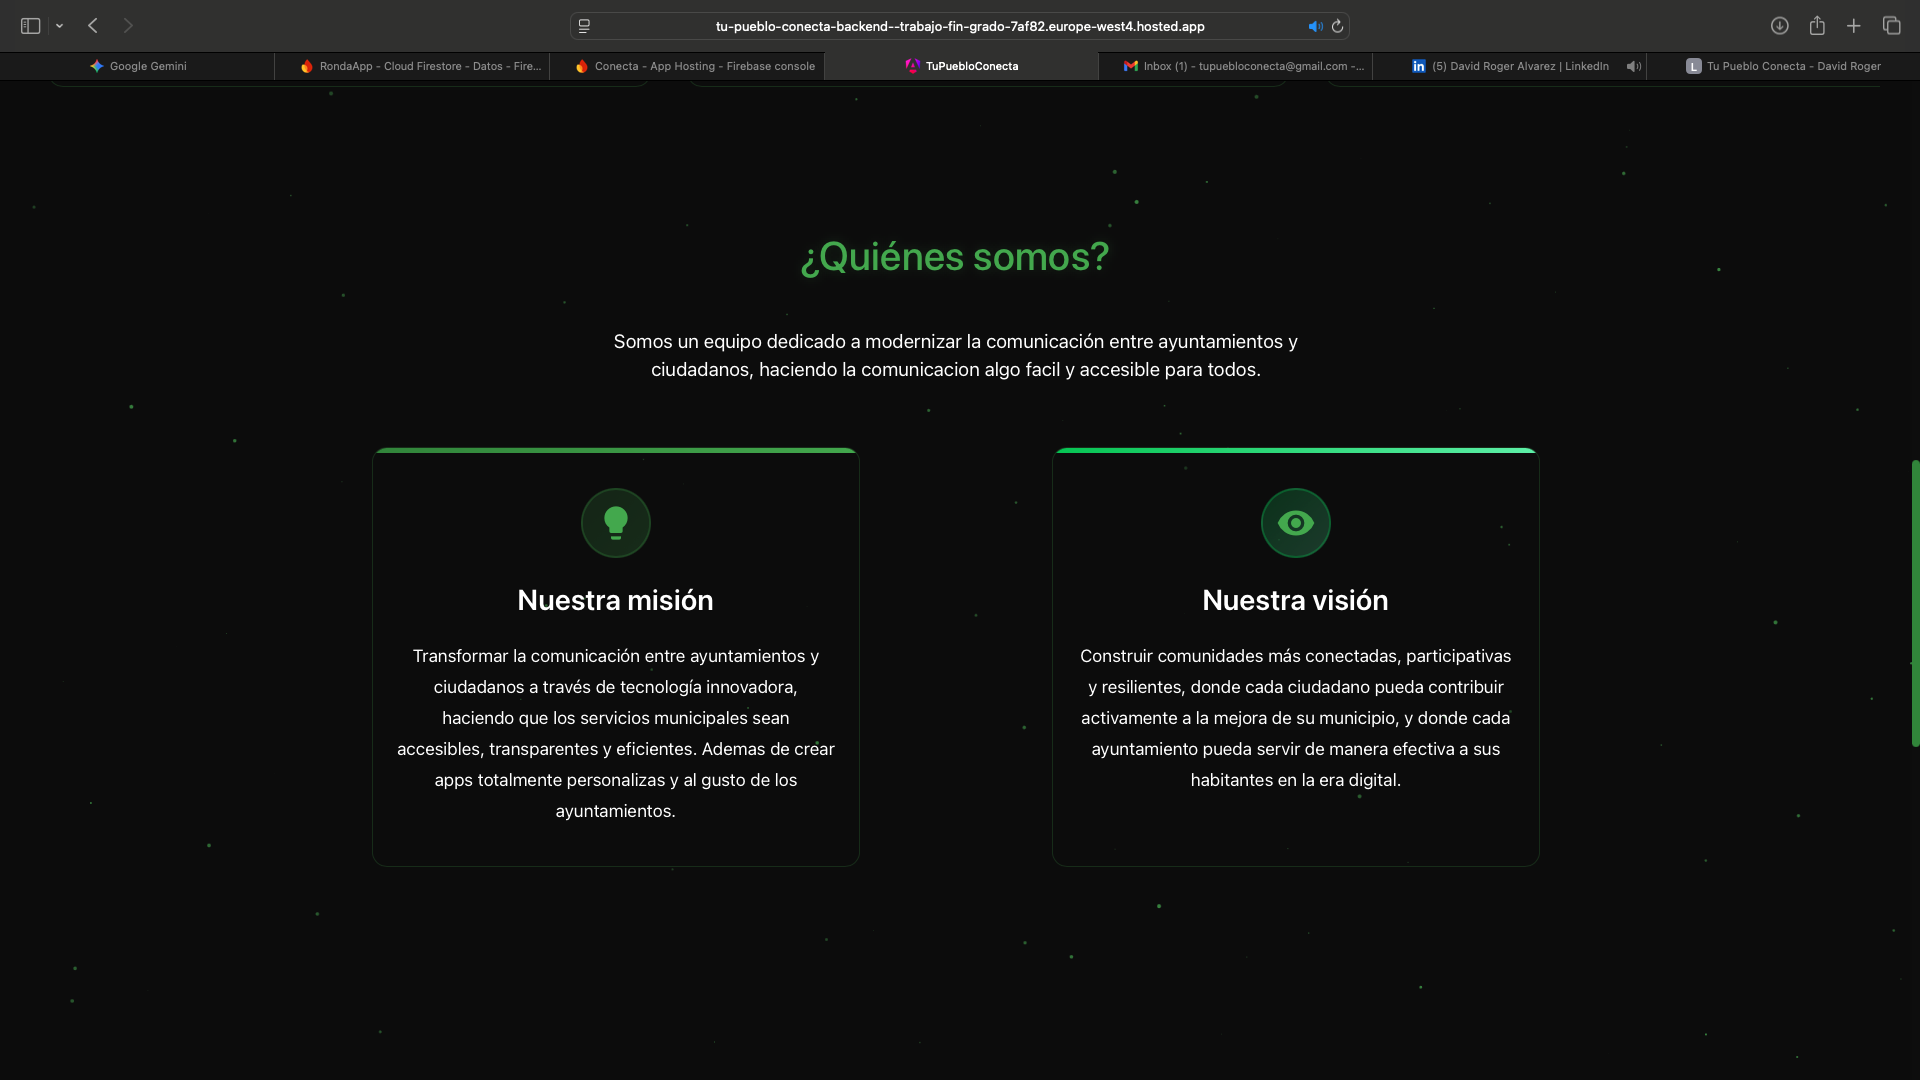 tu-pueblo-conecta-backend--trabajo-fin-grado-7af82.europe-west4.hosted.app
Google Gemini
RondaApp - Cloud Firestore - Datos - Fire...
Conecta - App Hosting - Firebase console
TuPuebloConecta
Inbox (1) - tupuebloconecta@gmail.com -...
(5) David Roger Alvarez | LinkedIn
L Tu Pueblo Conecta - David Roger
¿Quiénes somos?
Somos un equipo dedicado a modernizar la comunicación entre ayuntamientos y
ciudadanos, haciendo la comunicacion algo facil y accesible para todos.
Nuestra misión
Transformar la comunicación entre ayuntamientos y
ciudadanos a través de tecnología innovadora,
haciendo que los servicios municipales sean
accesibles, transparentes y eficientes. Ademas de crear
apps totalmente personalizas y al gusto de los
ayuntamientos.
Nuestra visión
Construir comunidades más conectadas, participativas
y resilientes, donde cada ciudadano pueda contribuir
activamente a la mejora de su municipio, y donde cada
ayuntamiento pueda servir de manera efectiva a sus
habitantes en la era digital.